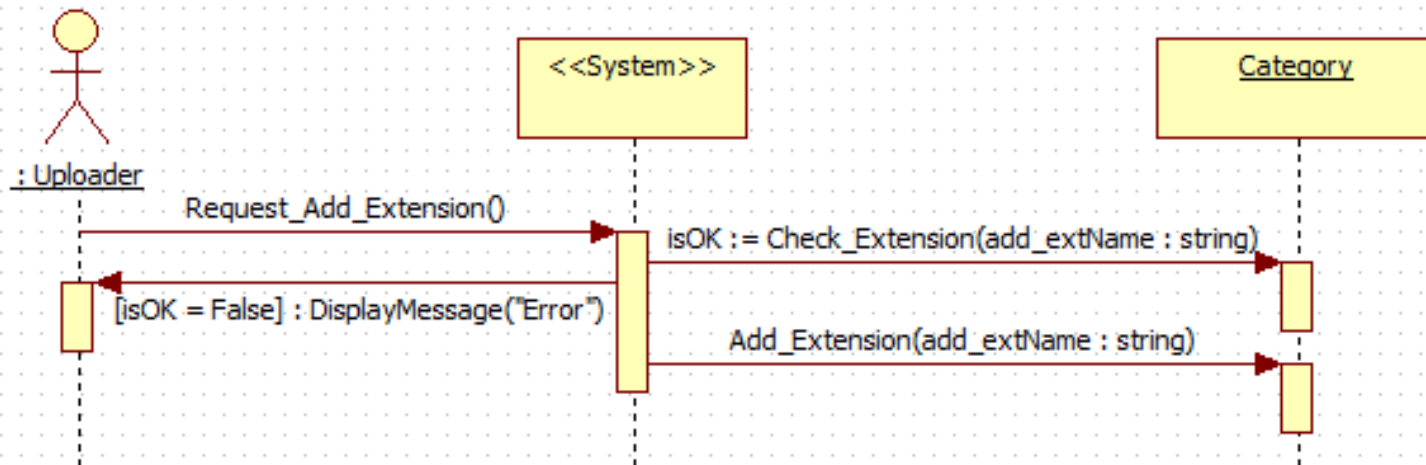 <<System>>
Category
: Uploader
Request_Add_Extension()
isOK := Check_Extension(add_extName : string)
[isOK = False] : DisplayMessage("Error")
Add_Extension(add_extName : string)